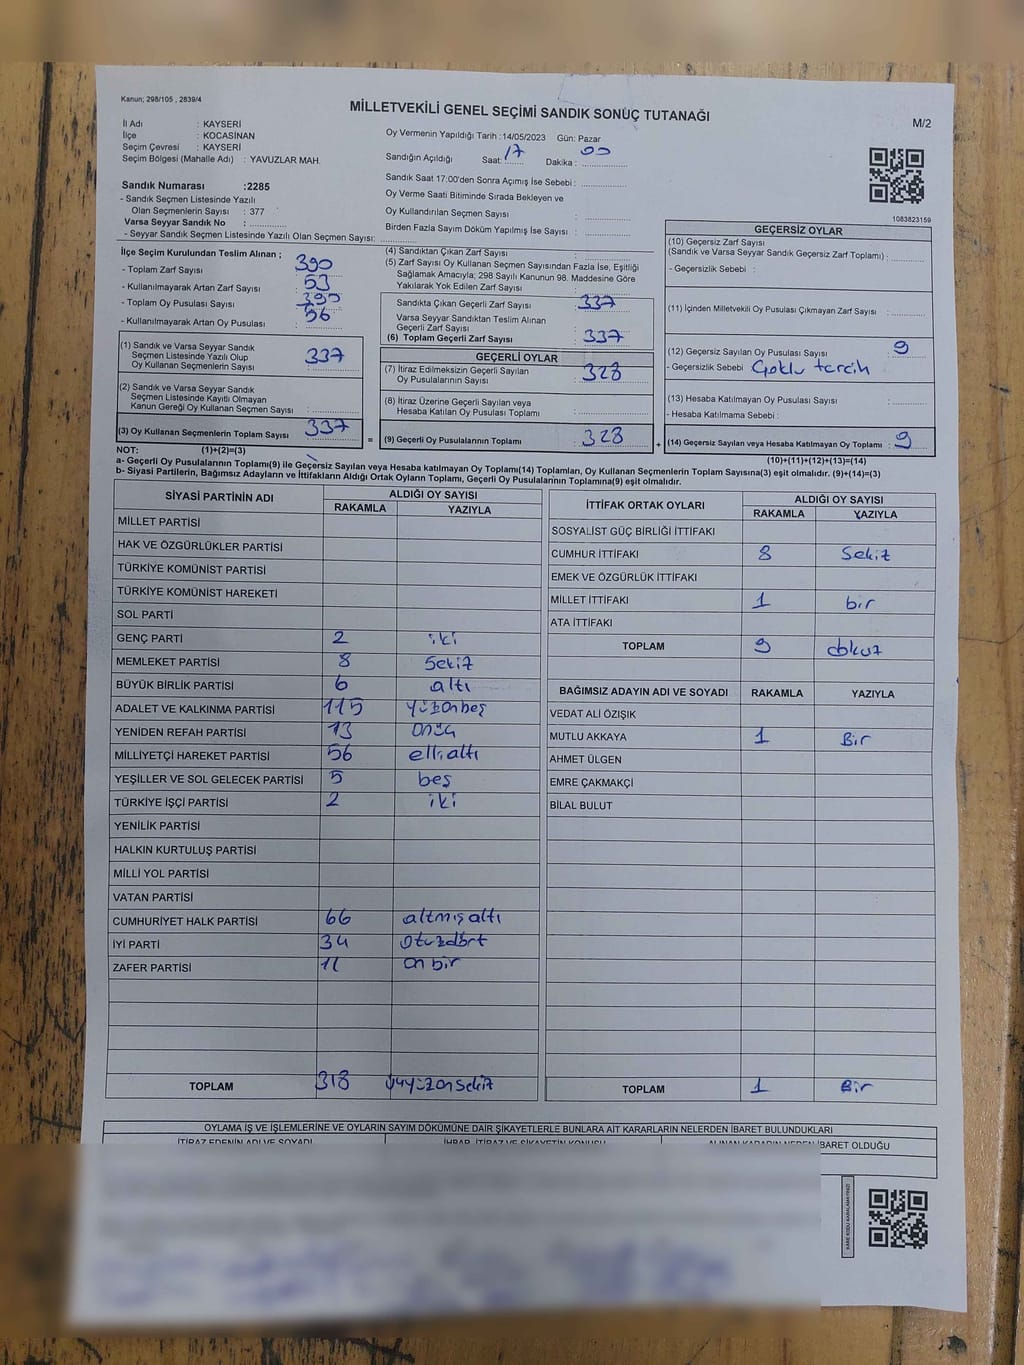 Kanun; 298/105 , 2839/4
MİLLETVEKİLİ GENEL SEÇİMİ SANDIK SONUÇ TUTANAĞI
M/2
İl Adı : KAYSERİ
İlçe : KOCASİNAN
Seçim Çevresi : KAYSERİ
Seçim Bölgesi (Mahalle Adı) : YAVUZLAR MAH.
Sandık Numarası :2285
- Sandık Seçmen Listesinde Yazılı
Olan Seçmenlerin Sayısı : 377
Varsa Seyyar Sandık No :
- Seyyar Sandık Seçmen Listesinde Yazılı Olan Seçmen Sayısı:
Oy Vermenin Yapıldığı Tarih :14/05/2023 Gün: Pazar
Sandığın Açıldığı Saat: 17 Dakika : 00
Sandık Saat 17:00'den Sonra Açımış İse Sebebi :
Oy Verme Saati Bitiminde Sırada Bekleyen ve
Oy Kullandırılan Seçmen Sayısı :
Birden Fazla Sayım Döküm Yapılmış İse Sayısı :
1083823159
İlçe Seçim Kurulundan Teslim Alınan ;
- Toplam Zarf Sayısı : 390
- Kullanılmayarak Artan Zarf Sayısı : 53
- Toplam Oy Pusulası Sayısı : 390
- Kullanılmayarak Artan Oy Pusulası : 56
(1) Sandık ve Varsa Seyyar Sandık
Seçmen Listesinde Yazılı Olup
Oy Kullanan Seçmenlerin Sayısı : 337
(2) Sandık ve Varsa Seyyar Sandık
Seçmen Listesinde Kayıtlı Olmayan
Kanun Gereği Oy Kullanan Seçmen Sayısı :
(3) Oy Kullanan Seçmenlerin Toplam Sayısı : 337
(4) Sandıktan Çıkan Zarf Sayısı :
(5) Zarf Sayısı Oy Kullanan Seçmen Sayısından Fazla İse, Eşitliği
Sağlamak Amacıyla; 298 Sayılı Kanunun 98. Maddesine Göre
Yakılarak Yok Edilen Zarf Sayısı :
Sandıkta Çıkan Geçerli Zarf Sayısı : 337
Varsa Seyyar Sandıktan Teslim Alınan
Geçerli Zarf Sayısı :
(6) Toplam Geçerli Zarf Sayısı : 337
GEÇERLİ OYLAR
(7) İtiraz Edilmeksizin Geçerli Sayılan
Oy Pusulalarının Sayısı : 328
(8) İtiraz Üzerine Geçerli Sayılan veya
Hesaba Katılan Oy Pusulası Toplamı :
= (9) Geçerli Oy Pusulalarının Toplamı : 328 +
GEÇERSİZ OYLAR
(10) Geçersiz Zarf Sayısı
(Sandık ve Varsa Seyyar Sandık Geçersiz Zarf Toplamı) :
- Geçersizlik Sebebi :
(11) İçinden Milletvekili Oy Pusulası Çıkmayan Zarf Sayısı :
(12) Geçersiz Sayılan Oy Pusulası Sayısı : 9
- Geçersizlik Sebebi Çoklu tercih
(13) Hesaba Katılmayan Oy Pusulası Sayısı :
- Hesaba Katılmama Sebebi :
(14) Geçersiz Sayılan veya Hesaba Katılmayan Oy Toplamı : 9
NOT: (1)+(2)=(3) (10)+(11)+(12)+(13)=(14)
a- Geçerli Oy Pusulalarının Toplamı(9) ile Geçersiz Sayılan veya Hesaba katılmayan Oy Toplamı(14) Toplamları, Oy Kullanan Seçmenlerin Toplam Sayısına(3) eşit olmalıdır. (9)+(14)=(3)
b- Siyasi Partilerin, Bağımsız Adayların ve İttifakların Aldığı Ortak Oyların Toplamı, Geçerli Oy Pusulalarının Toplamına(9) eşit olmalıdır.
SİYASİ PARTİNİN ADI ALDIĞI OY SAYISI
RAKAMLA YAZIYLA
MİLLET PARTİSİ
HAK VE ÖZGÜRLÜKLER PARTİSİ
TÜRKİYE KOMÜNİST PARTİSİ
TÜRKİYE KOMÜNİST HAREKETİ
SOL PARTİ
GENÇ PARTİ 2 iki
MEMLEKET PARTİSİ 8 Sekiz
BÜYÜK BİRLİK PARTİSİ 6 altı
ADALET VE KALKINMA PARTİSİ 115 yüzonbeş
YENİDEN REFAH PARTİSİ 13 onüç
MİLLİYETÇİ HAREKET PARTİSİ 56 elli altı
YEŞİLLER VE SOL GELECEK PARTİSİ 5 beş
TÜRKİYE İŞÇİ PARTİSİ 2 iki
YENİLİK PARTİSİ
HALKIN KURTULUŞ PARTİSİ
MİLLİ YOL PARTİSİ
VATAN PARTİSİ
CUMHURİYET HALK PARTİSİ 66 altmış altı
İYİ PARTİ 34 otuzdört
ZAFER PARTİSİ 11 on bir
TOPLAM 318 üçyüzonsekiz
İTTİFAK ORTAK OYLARI ALDIĞI OY SAYISI
RAKAMLA YAZIYLA
SOSYALİST GÜÇ BİRLİĞİ İTTİFAKI
CUMHUR İTTİFAKI 8 Sekiz
EMEK VE ÖZGÜRLÜK İTTİFAKI
MİLLET İTTİFAKI 1 bir
ATA İTTİFAKI
TOPLAM 9 dokuz
BAĞIMSIZ ADAYIN ADI VE SOYADI RAKAMLA YAZIYLA
VEDAT ALİ ÖZIŞIK
MUTLU AKKAYA 1 Bir
AHMET ÜLGEN
EMRE ÇAKMAKÇİ
BİLAL BULUT
TOPLAM 1 Bir
OYLAMA İŞ VE İŞLEMLERİNE VE OYLARIN SAYIM DÖKÜMÜNE DAİR ŞİKAYETLERLE BUNLARA AİT KARARLARIN NELERDEN İBARET BULUNDUKLARI
İTİRAZ EDENİN ADI VE SOYADI İHBAR, İTİRAZ VE ŞİKAYETİN KONUSU ALINAN KARARIN NEDEN İBARET OLDUĞU